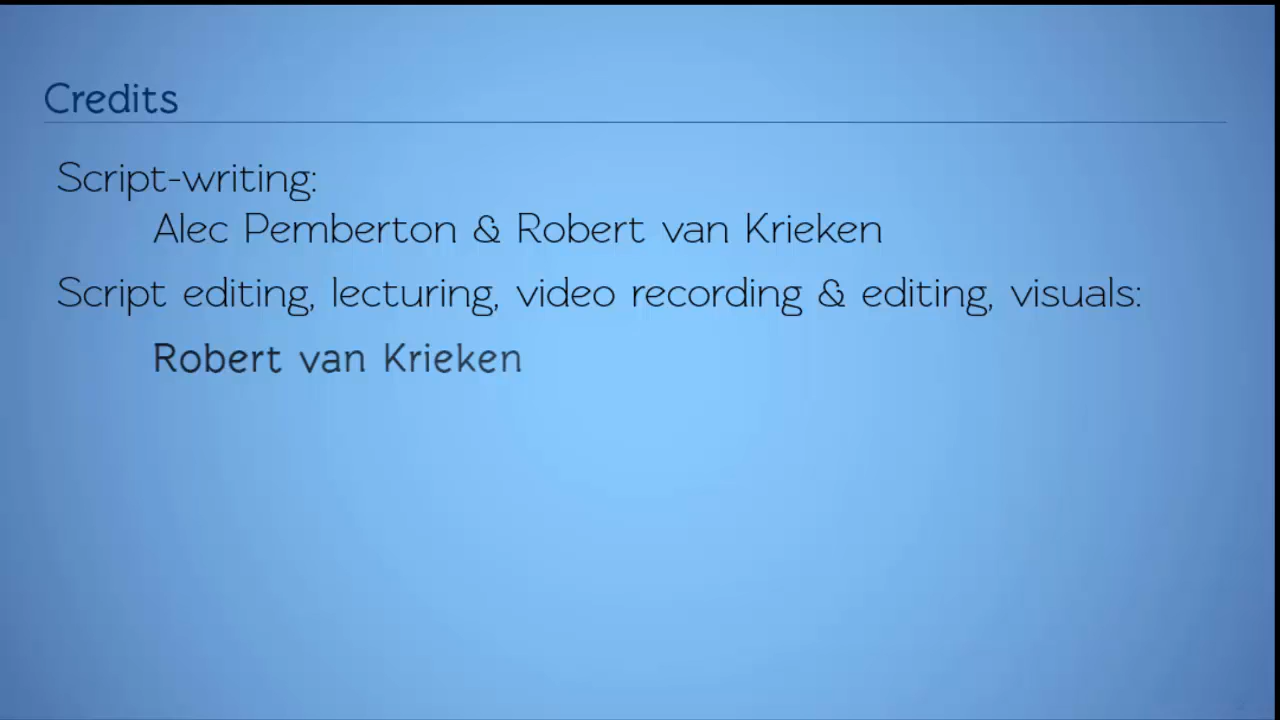 Credits
Script-writing:
Alec Pemberton & Robert van Krieken
Script editing, lecturing, video recording & editing, visuals:
Robert van Krieken